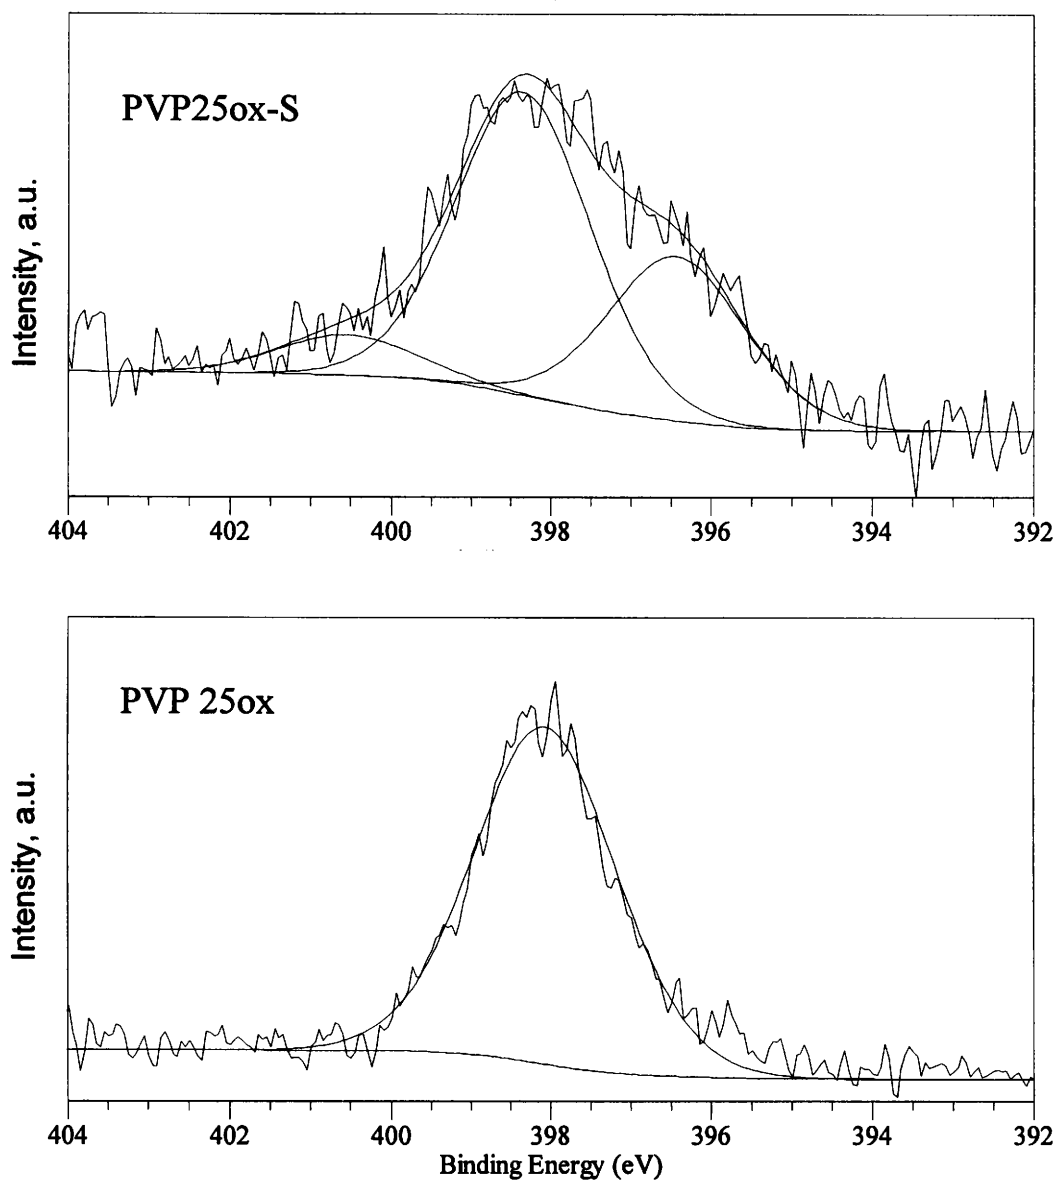 PVP25ox-S
Intensity, a.u.
404 402 400 398 396 394 392
PVP 25ox
Intensity, a.u.
404 402 400 398 396 394 392
Binding Energy (eV)